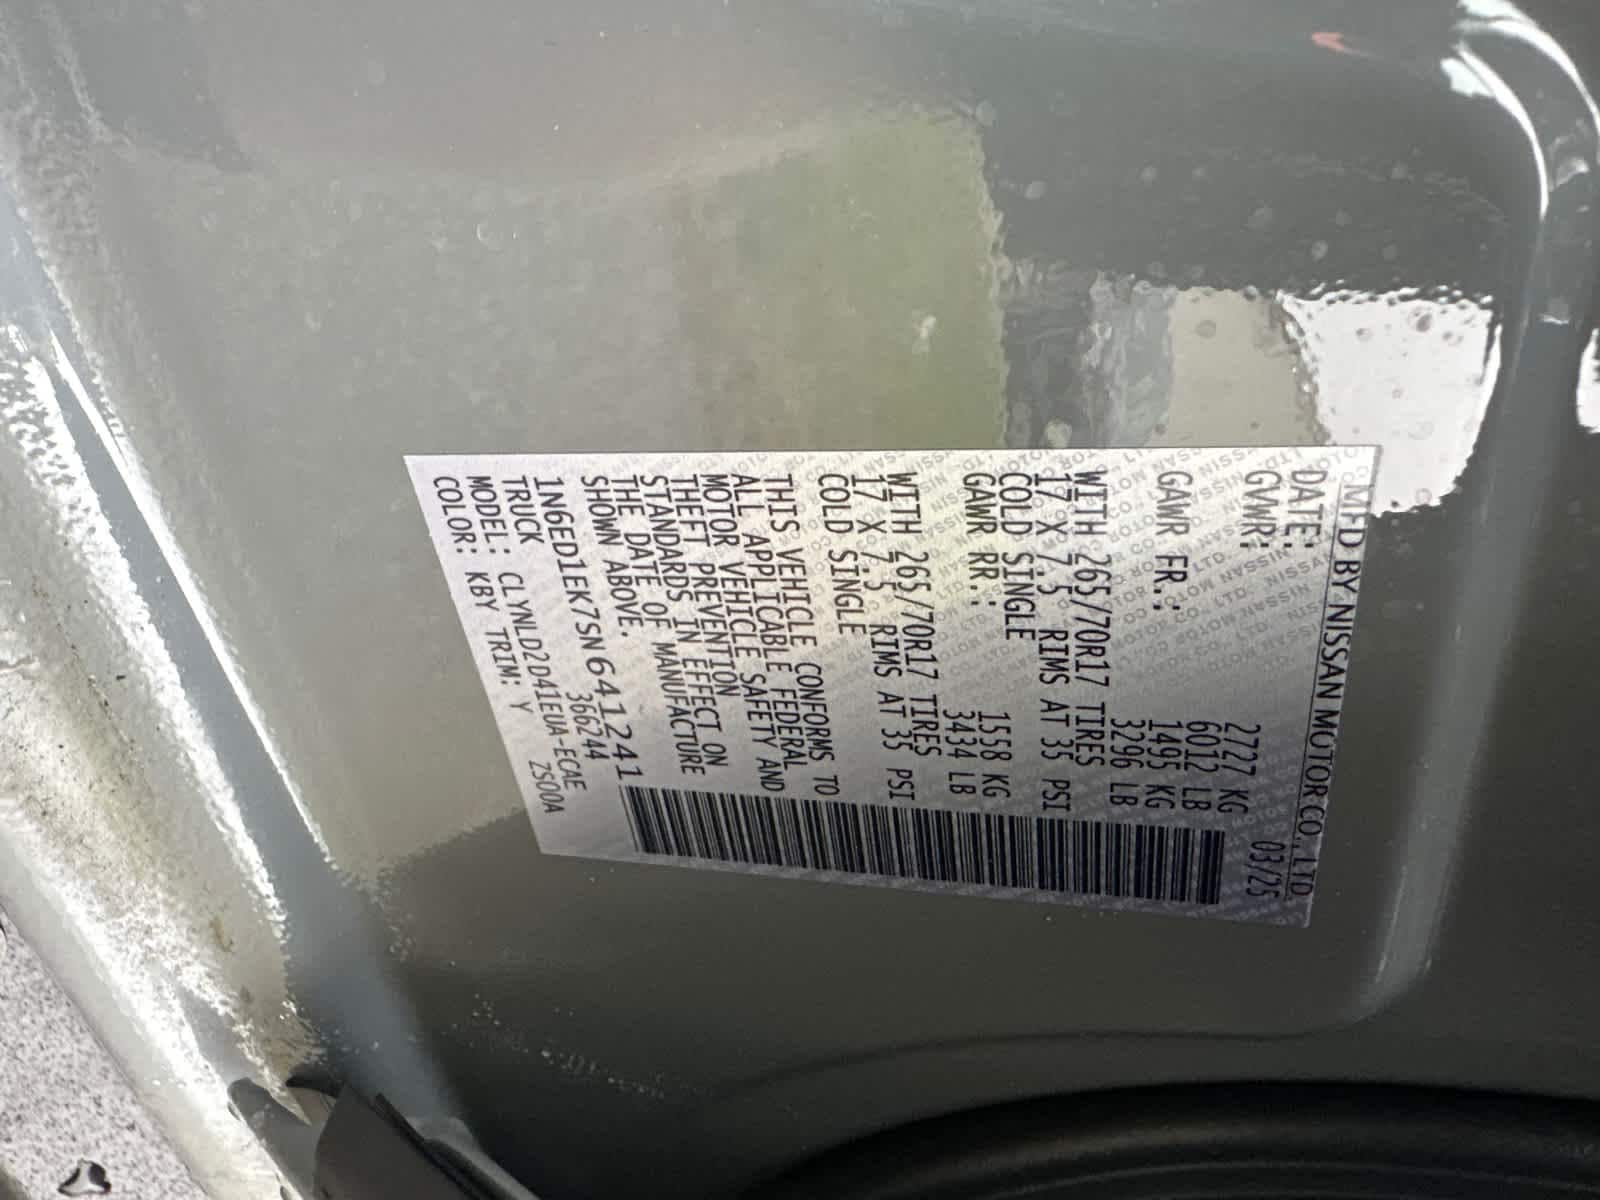 MFD BY NISSAN MOTOR CO., LTD.
DATE: 03/25
GVWR: 2727 KG
6012 LB
GAWR FR.: 1495 KG
3296 LB
WITH 265/70R17 TIRES
17 X 7.5 RIMS AT 35 PSI
COLD SINGLE
GAWR RR.: 1558 KG
3434 LB
WITH 265/70R17 TIRES
17 X 7.5 RIMS AT 35 PSI
COLD SINGLE
THIS VEHICLE CONFORMS TO
ALL APPLICABLE FEDERAL
MOTOR VEHICLE SAFETY AND
THEFT PREVENTION
STANDARDS IN EFFECT ON
THE DATE OF MANUFACTURE
SHOWN ABOVE.
1N6ED1EK7SN641241
TRUCK 366244
MODEL: CLYNLD2D41EUA-ECAE
COLOR: KBY TRIM: Y ZS00A